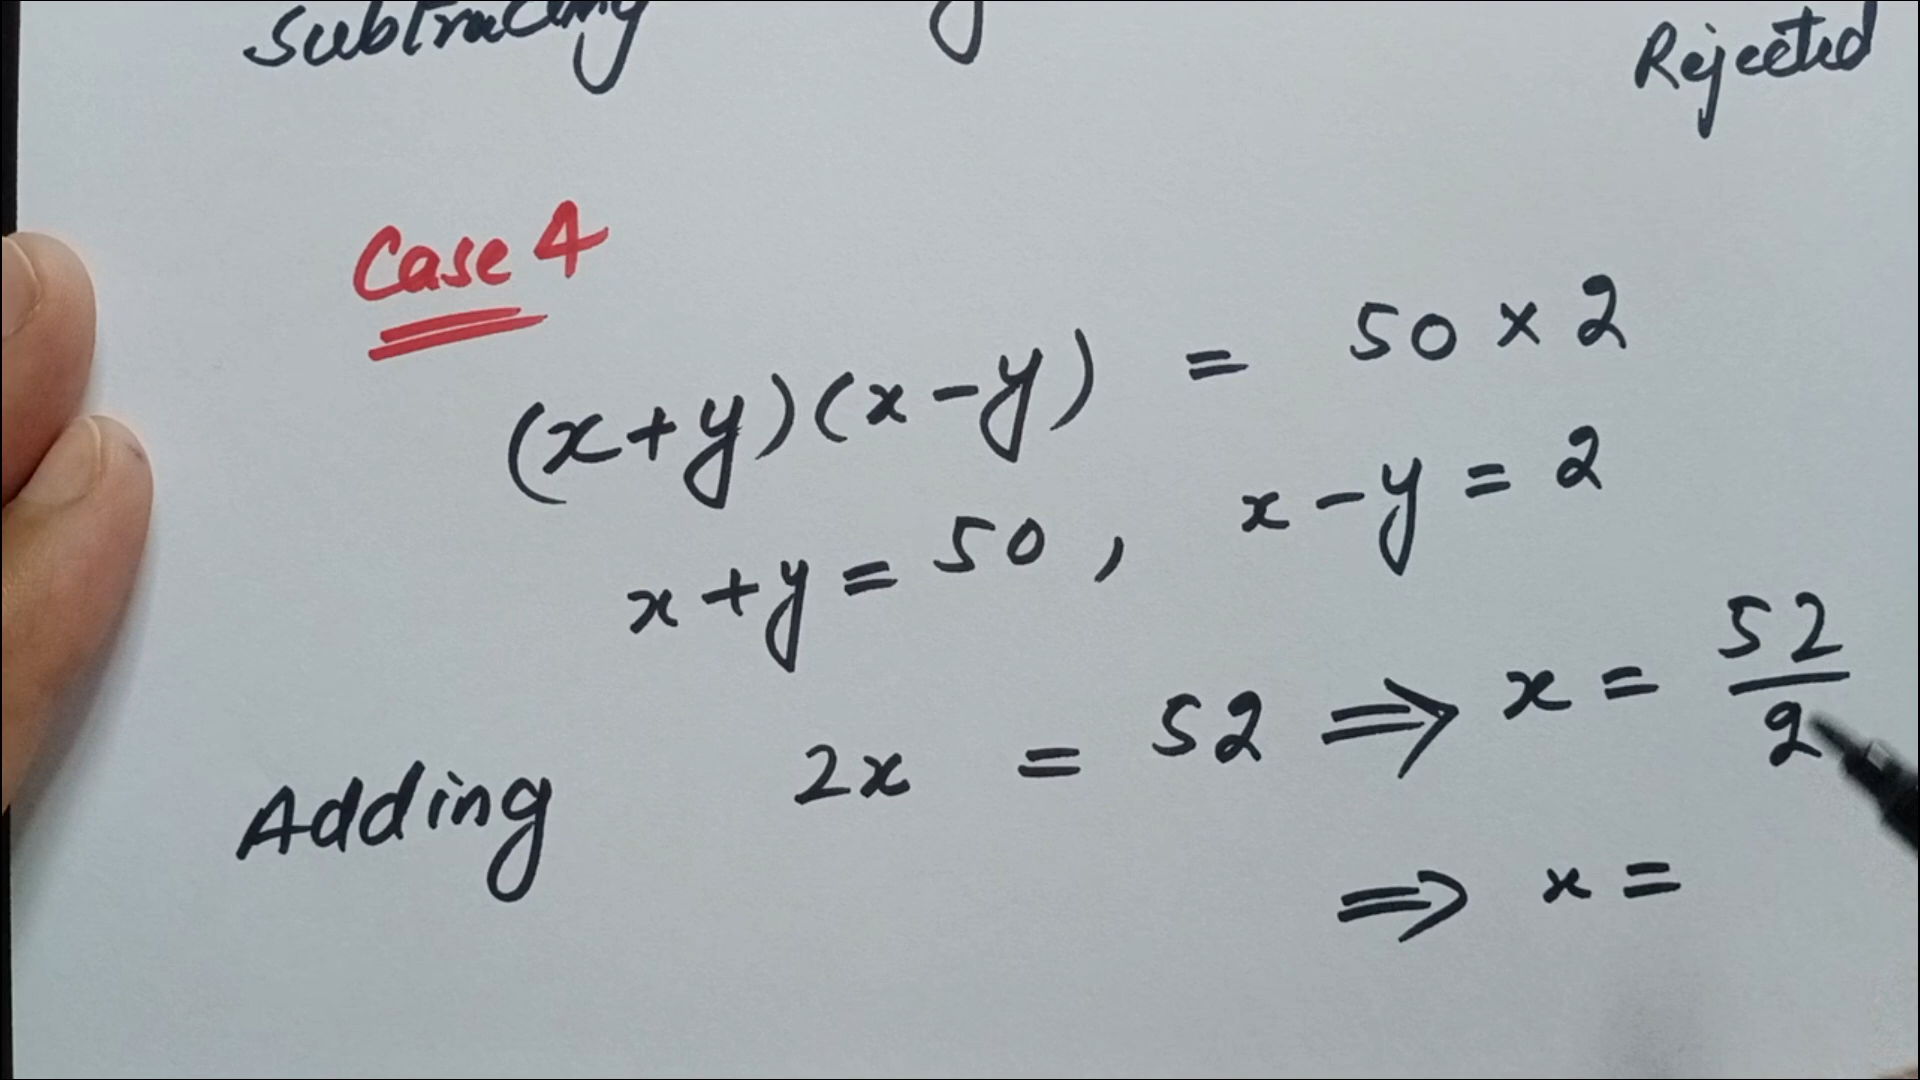 Subtracting y
Rejected
Case 4
(x+y)(x-y) = 50 × 2
x+y = 50 , x-y = 2
Adding 2x = 52 ⇒ x = 52/2
⇒ x =